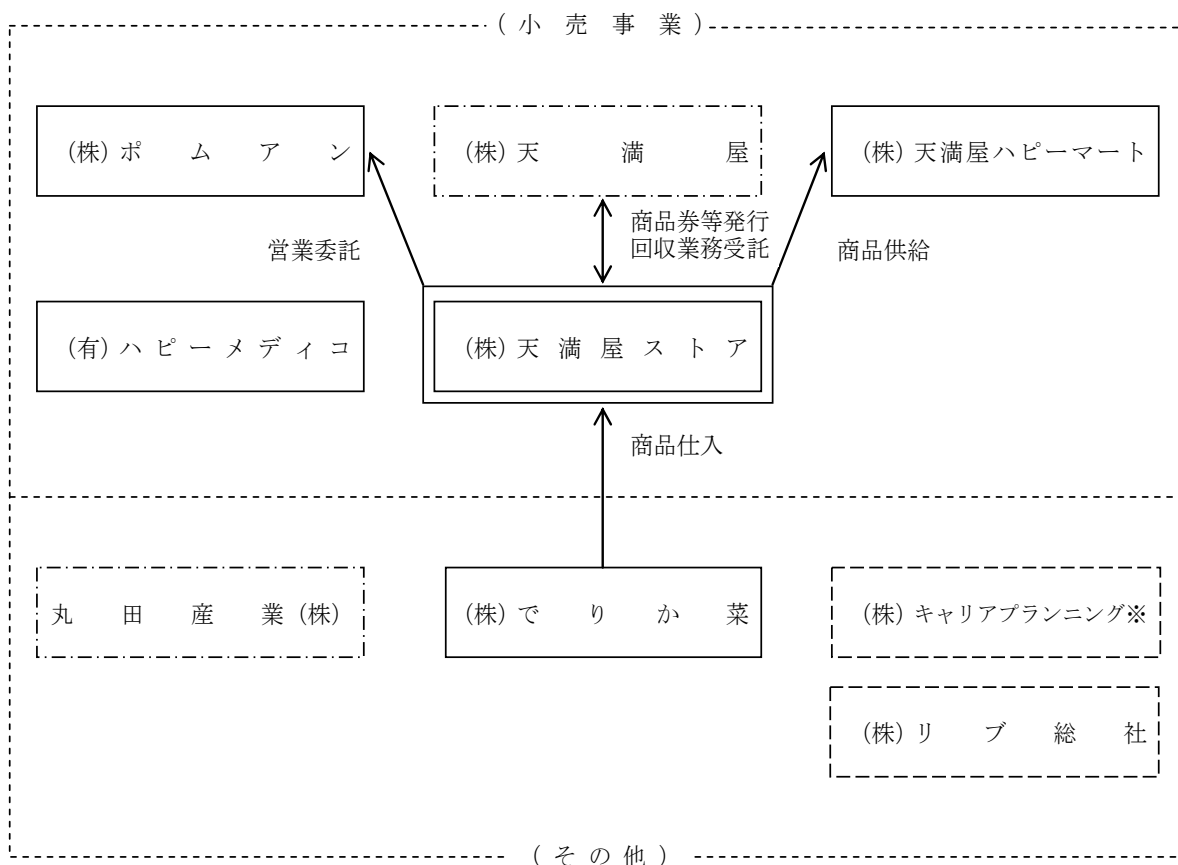 (小売事業)
(株)ポムアン
(株)天満屋
(株)天満屋ハピーマート
営業委託
商品券等発行
回収業務受託
商品供給
(有)ハピーメディコ
(株)天満屋ストア
商品仕入
丸田産業(株)
(株)でりか菜
(株)キャリアプランニング※
(株)リブ総社
(その他)